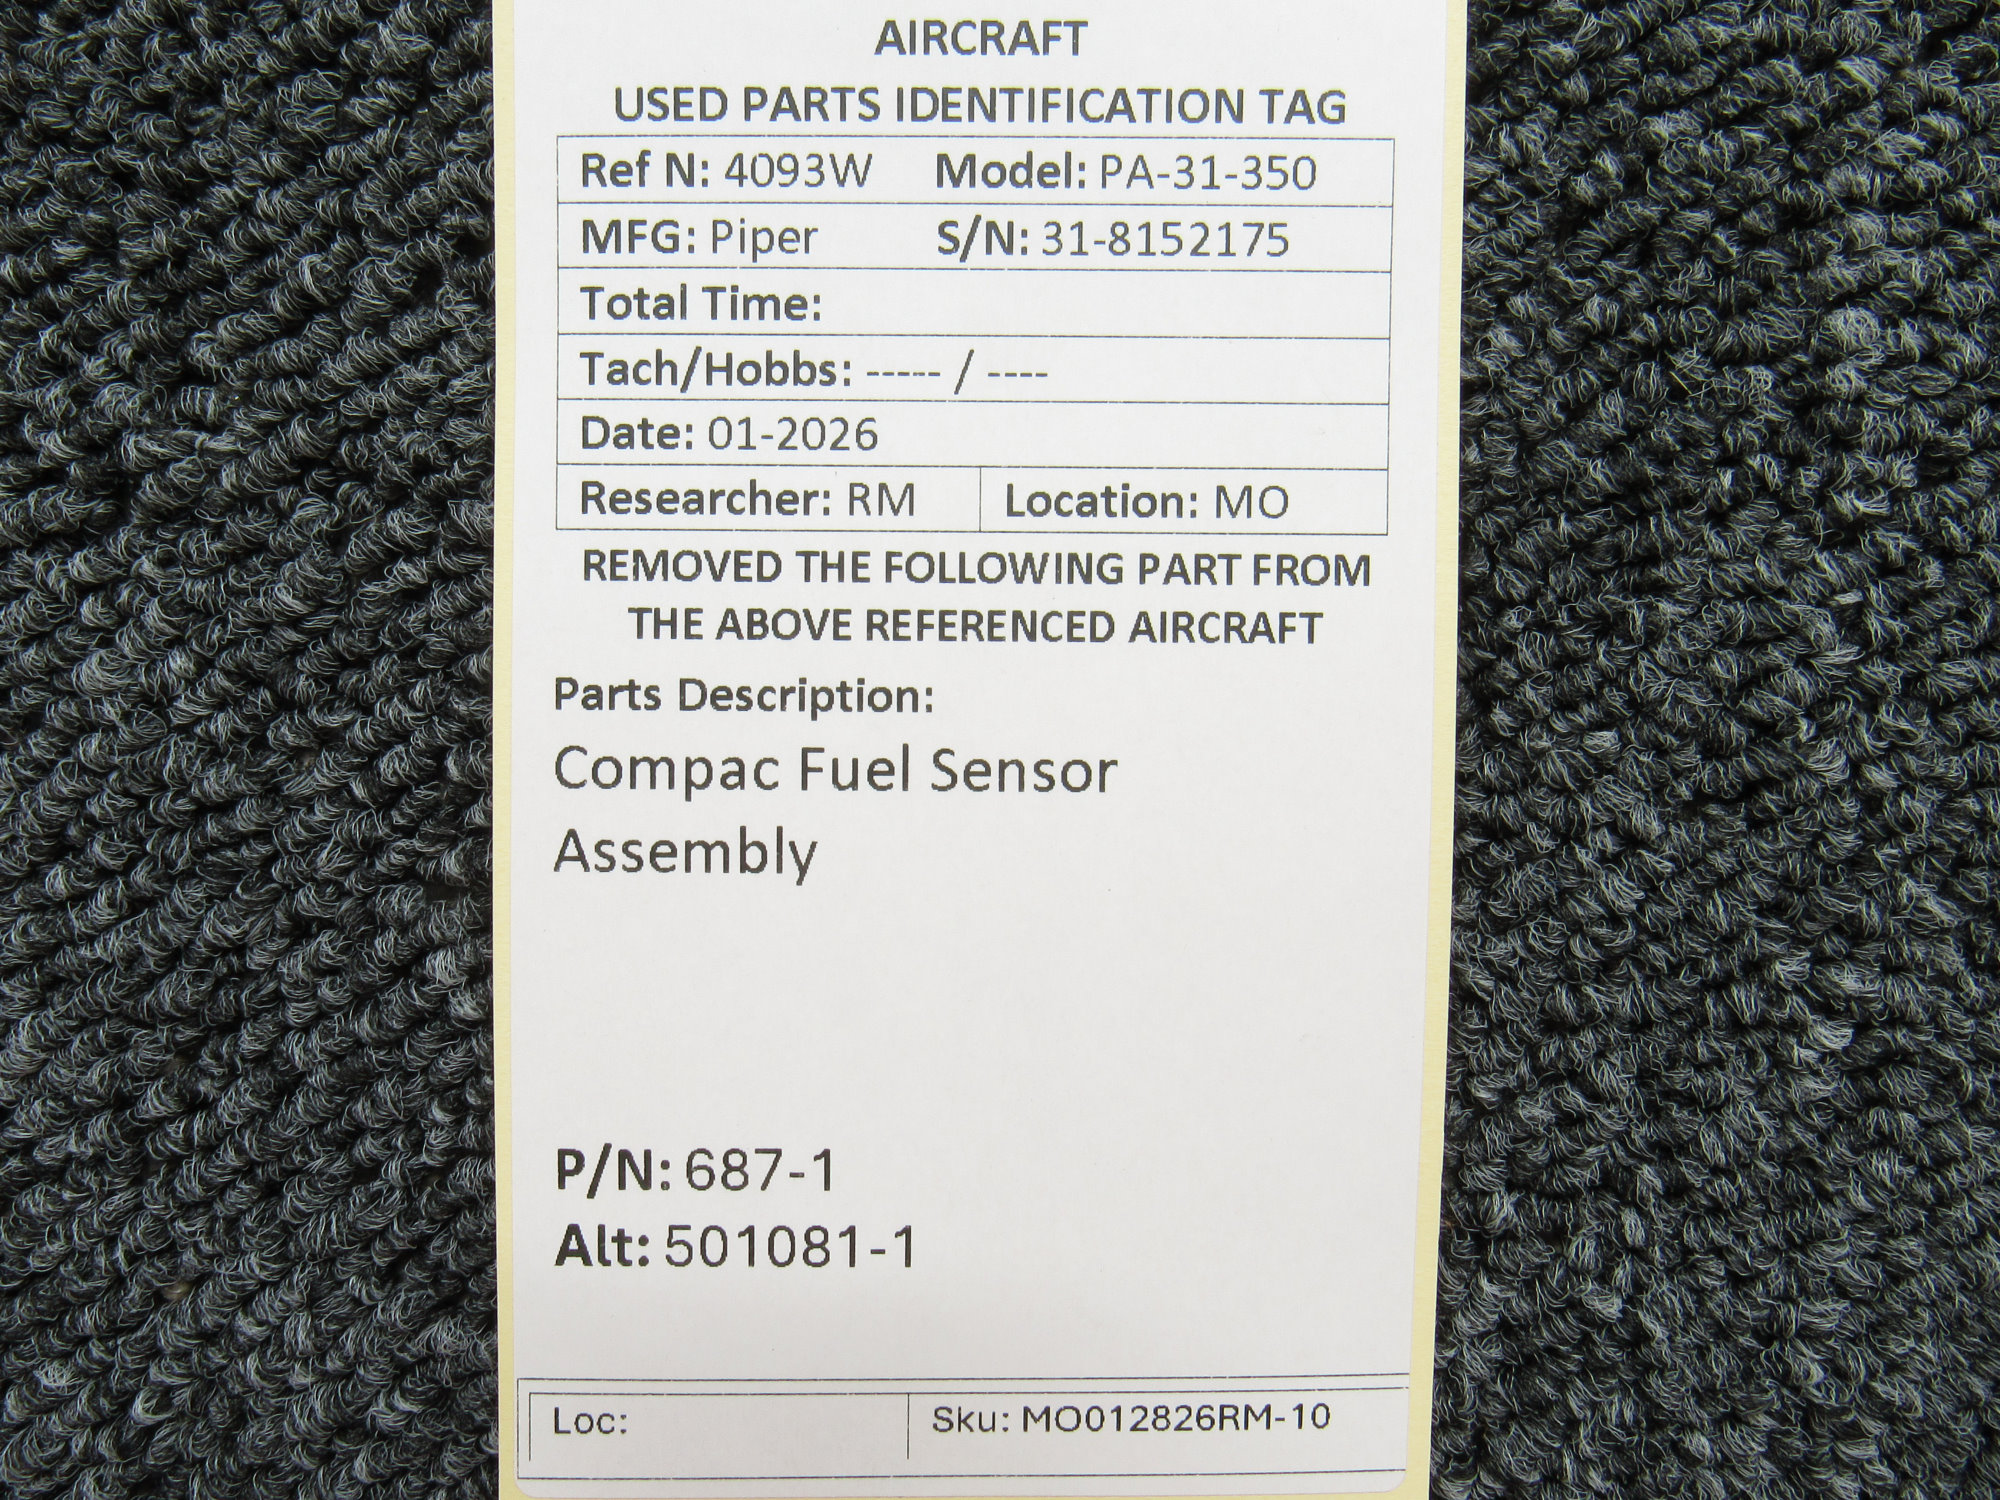 AIRCRAFT
USED PARTS IDENTIFICATION TAG
Ref N: 4093W Model: PA-31-350
MFG: Piper S/N: 31-8152175
Total Time:
Tach/Hobbs: ----- / ----
Date: 01-2026
Researcher: RM Location: MO
REMOVED THE FOLLOWING PART FROM
THE ABOVE REFERENCED AIRCRAFT
Parts Description:
Compac Fuel Sensor
Assembly
P/N: 687-1
Alt: 501081-1
Loc: Sku: MO012826RM-10